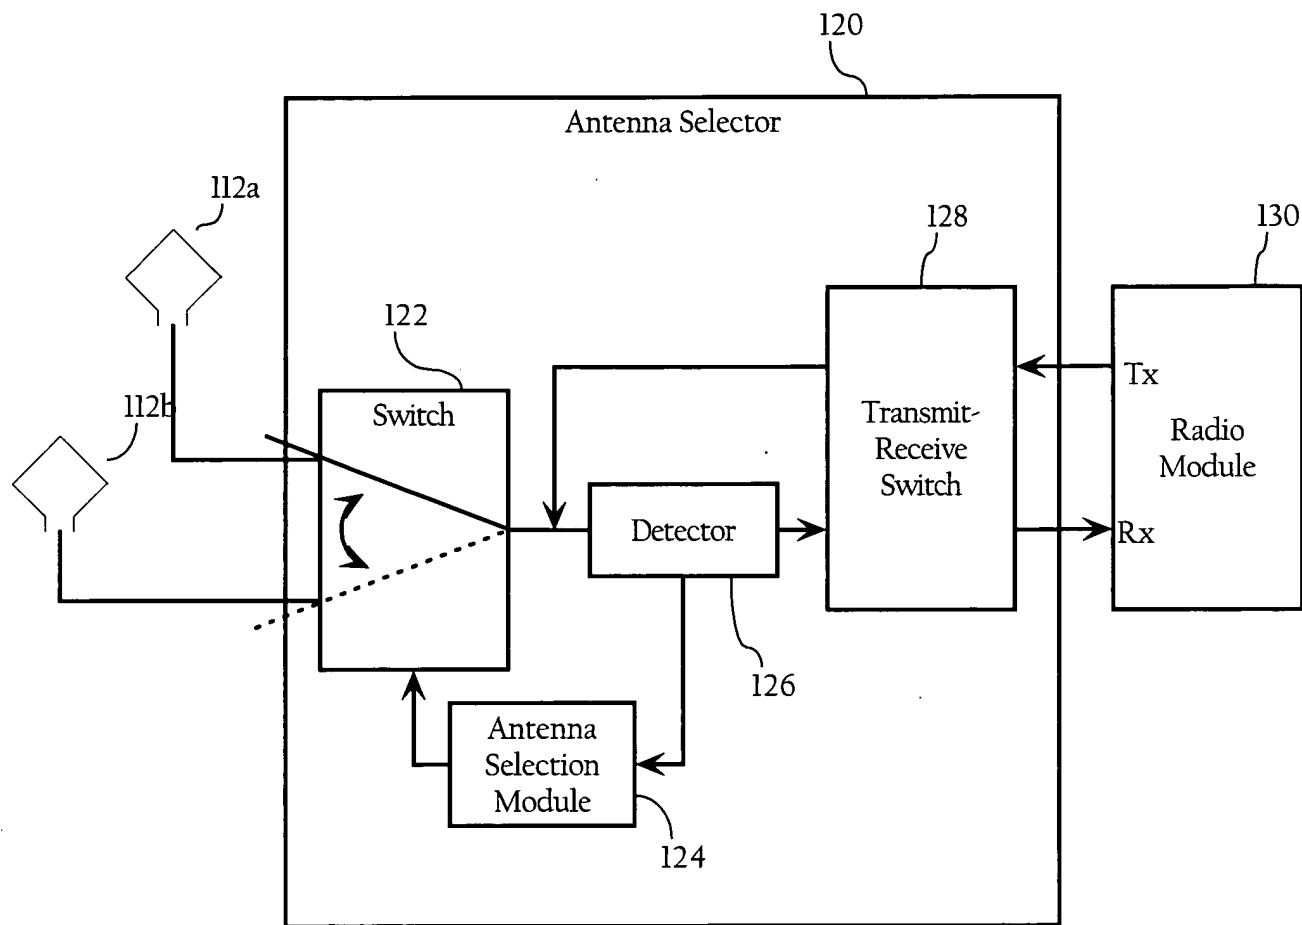 120
Antenna Selector
112a
128
130
122
112b
Switch
Tx
Transmit-
Receive
Switch
Radio
Module
Detector
Rx
126
Antenna
Selection
Module
124